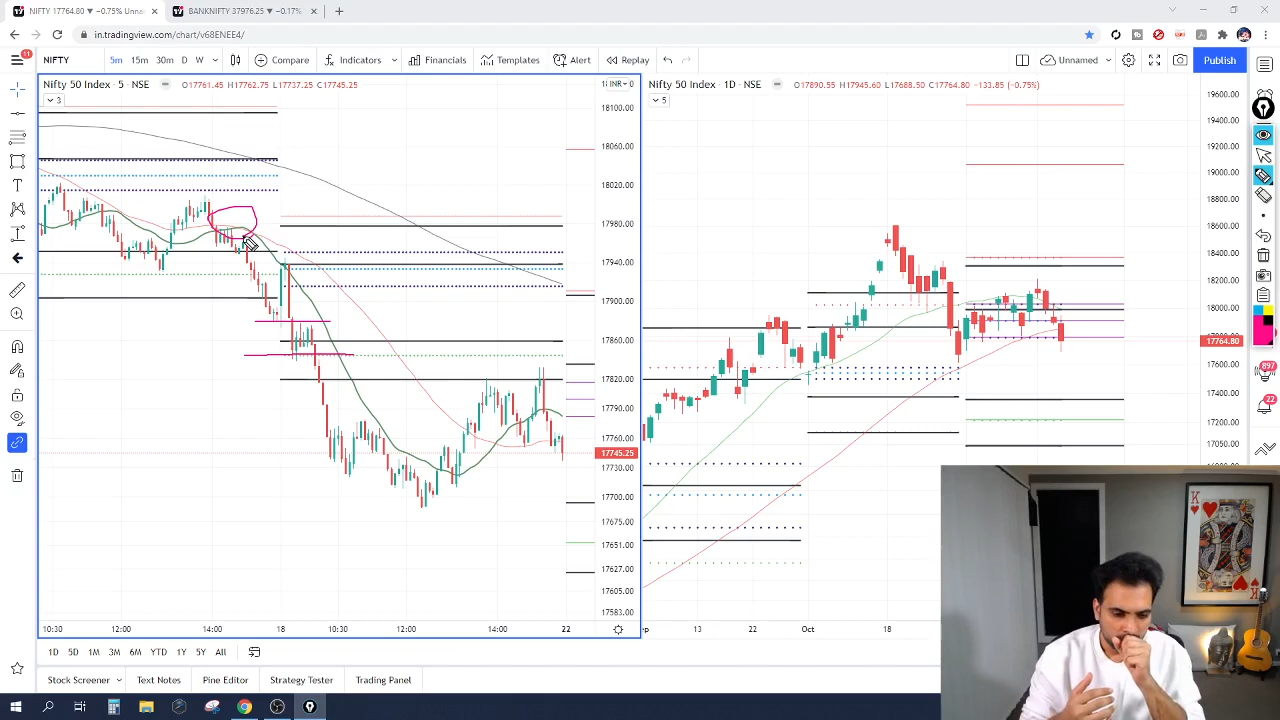 NIFTY 17764.80 ▼ −0.75% Unna
BANKNIFTY 37976.25 ▼ −0.17%
in.tradingview.com/chart/v68ENEE4/
11
NIFTY
5m 15m 30m D W
Compare
Indicators
Financials
Templates
Alert
Replay
Unnamed
Publish
Nifty 50 Index · 5 · NSE
O17761.45 H17762.75 L17737.25 C17745.25
INR
3
18100.00
18060.00
18020.00
17980.00
17940.00
17900.00
17860.00
17820.00
17790.00
17760.00
17745.25
17730.00
17700.00
17675.00
17651.00
17627.00
17605.00
17583.00
10:30 12:00 14:00 18 10:30 12:00 14:00 22
Nifty 50 Index · 1D · NSE
O17890.55 H17945.60 L17688.50 C17764.80 −133.85 (−0.75%)
5
19600.00
19400.00
19200.00
19000.00
18800.00
18600.00
18400.00
18200.00
18000.00
17764.80
17600.00
17400.00
17200.00
17050.00
13 22 Oct 18
897
22
1D 5D 1M 3M 6M YTD 1Y 5Y All
Stock Screener
Text Notes
Pine Editor
Strategy Tester
Trading Panel
K
K